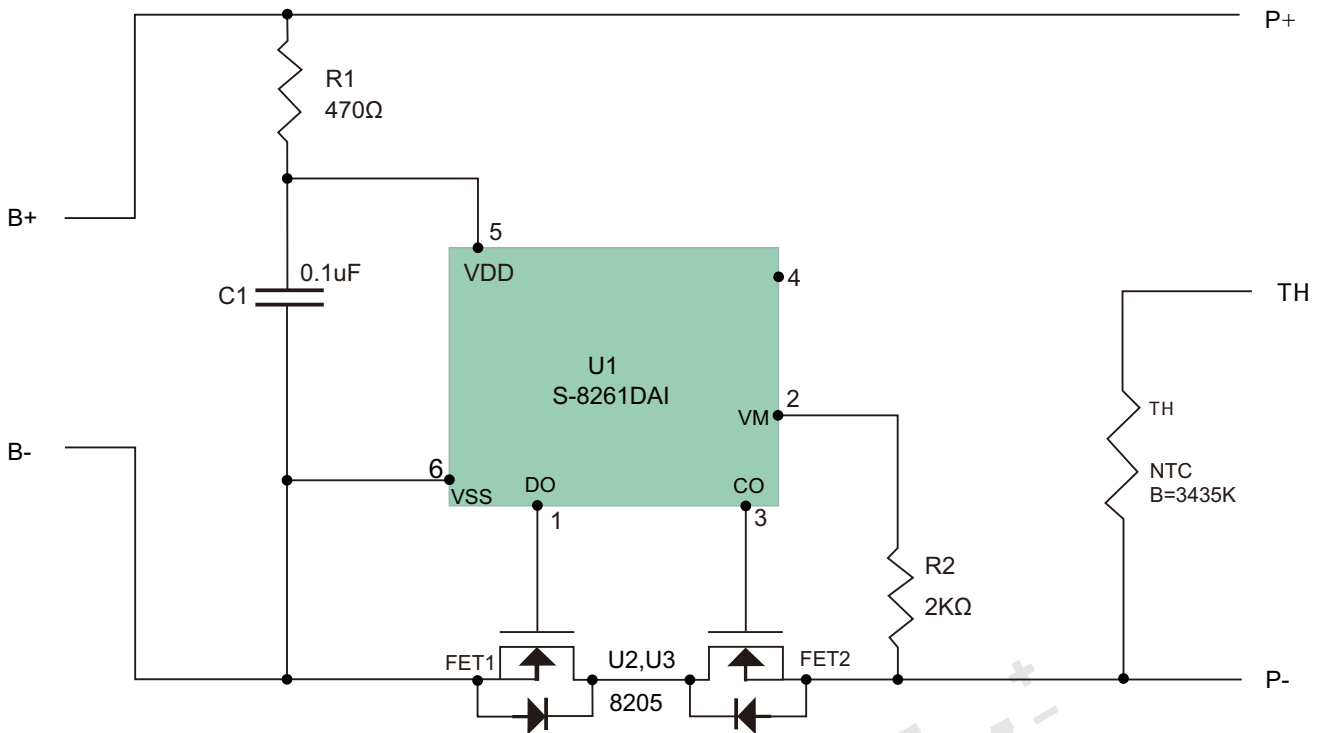 P+
R1
470Ω
B+
5
VDD
0.1uF
C1
4
TH
U1
S-8261DAI
2
VM
TH
B-
6
VSS
DO
CO
NTC
B=3435K
1
3
R2
2KΩ
FET1
U2,U3
FET2
8205
P-